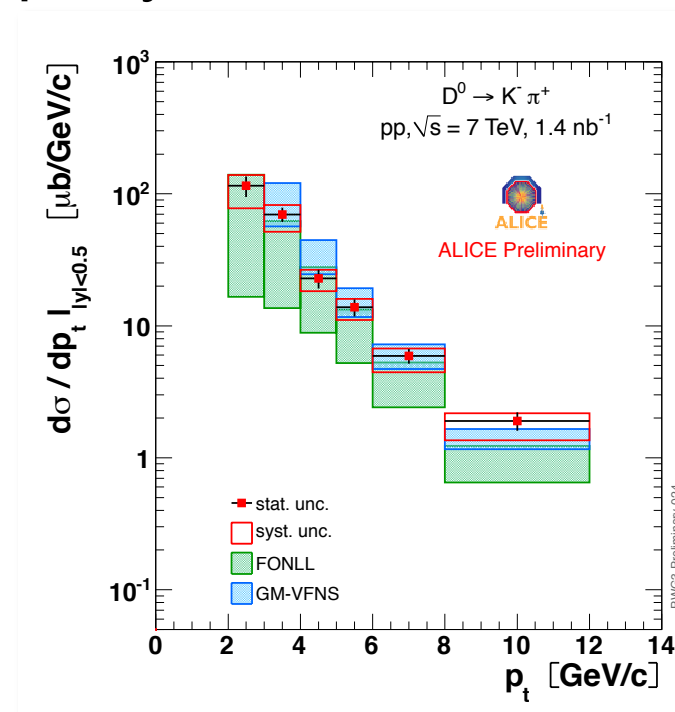 D⁰ → K⁻ π⁺
pp, √s = 7 TeV, 1.4 nb⁻¹
ALICE
ALICE Preliminary
dσ / dp_t |_|y|<0.5 [μb/GeV/c]
10³
10²
10
1
10⁻¹
stat. unc.
syst. unc.
FONLL
GM-VFNS
0 2 4 6 8 10 12 14
p_t [GeV/c]